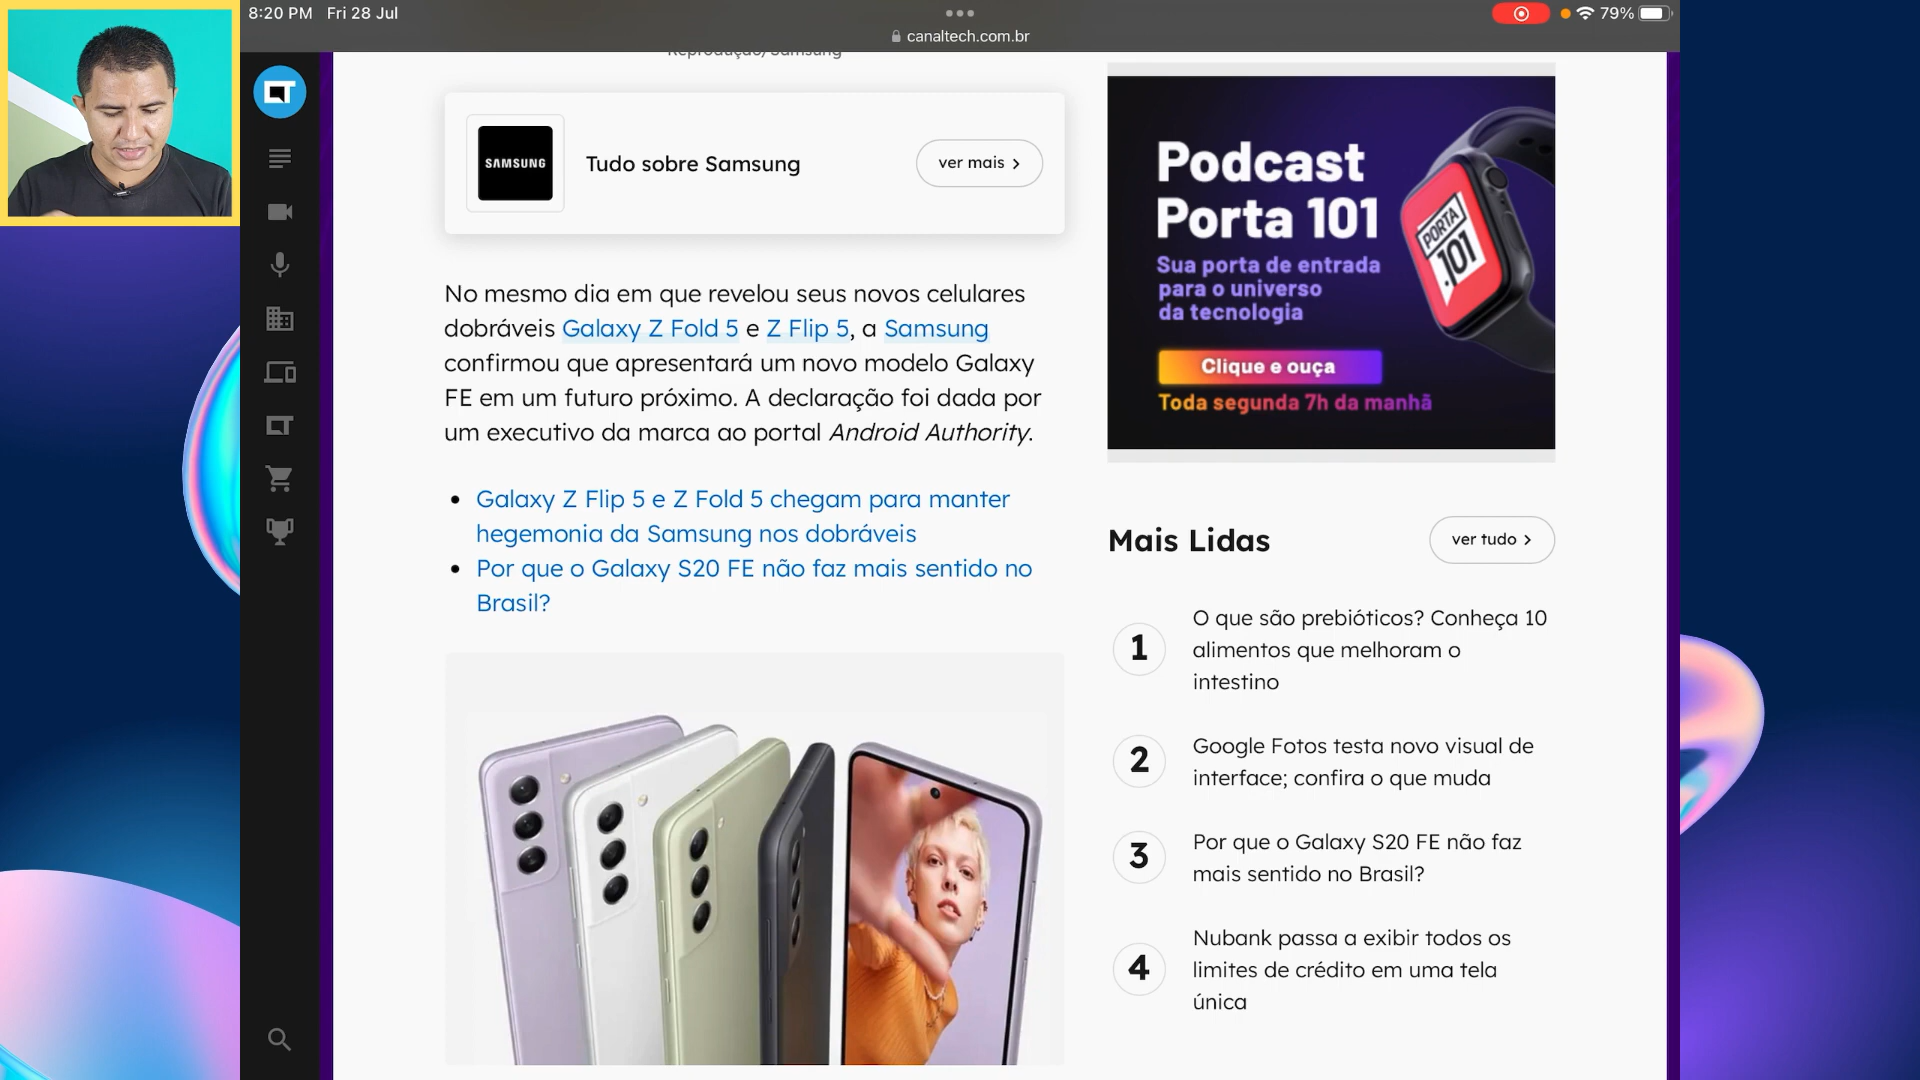 8:20 PM Fri 28 Jul
79%
canaltech.com.br
Reprodução/Samsung
SAMSUNG
Tudo sobre Samsung
ver mais
No mesmo dia em que revelou seus novos celulares
dobráveis Galaxy Z Fold 5 e Z Flip 5, a Samsung
confirmou que apresentará um novo modelo Galaxy
FE em um futuro próximo. A declaração foi dada por
um executivo da marca ao portal Android Authority.
Galaxy Z Flip 5 e Z Fold 5 chegam para manter
hegemonia da Samsung nos dobráveis
Por que o Galaxy S20 FE não faz mais sentido no
Brasil?
Podcast
Porta 101
Sua porta de entrada
para o universo
da tecnologia
Clique e ouça
Toda segunda 7h da manhã
PORTA
.101
Mais Lidas
ver tudo
1
O que são prebióticos? Conheça 10
alimentos que melhoram o
intestino
2
Google Fotos testa novo visual de
interface; confira o que muda
3
Por que o Galaxy S20 FE não faz
mais sentido no Brasil?
4
Nubank passa a exibir todos os
limites de crédito em uma tela
única